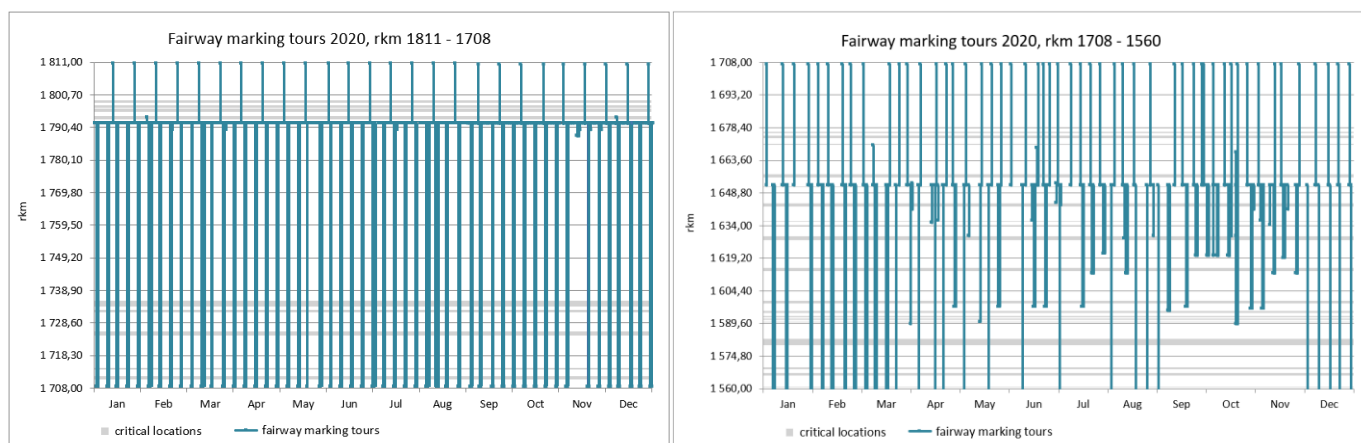 Fairway marking tours 2020, rkm 1811 - 1708
1 811,00
1 800,70
1 790,40
1 780,10
1 769,80
1 759,50
1 749,20
1 738,90
1 728,60
1 718,30
1 708,00
rkm
Jan Feb Mar Apr May Jun Jul Aug Sep Oct Nov Dec
critical locations fairway marking tours
Fairway marking tours 2020, rkm 1708 - 1560
1 708,00
1 693,20
1 678,40
1 663,60
1 648,80
1 634,00
1 619,20
1 604,40
1 589,60
1 574,80
1 560,00
rkm
Jan Feb Mar Apr May Jun Jul Aug Sep Oct Nov Dec
critical locations fairway marking tours